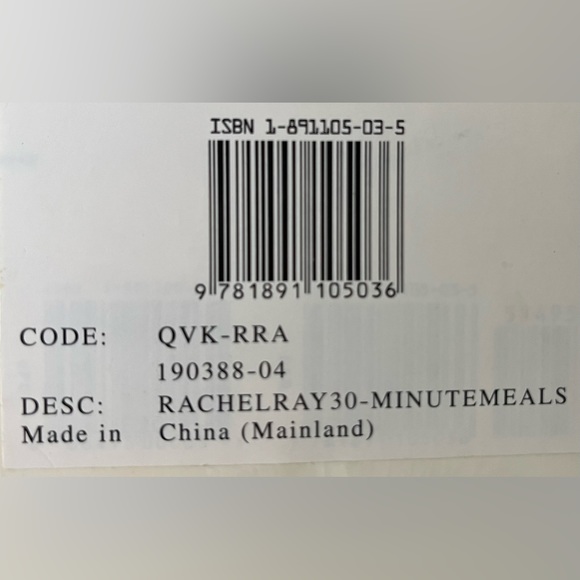 ISBN 1-891105-03-5
9 781891 105036
CODE: QVK-RRA
190388-04
DESC: RACHELRAY30-MINUTEMEALS
Made in China (Mainland)